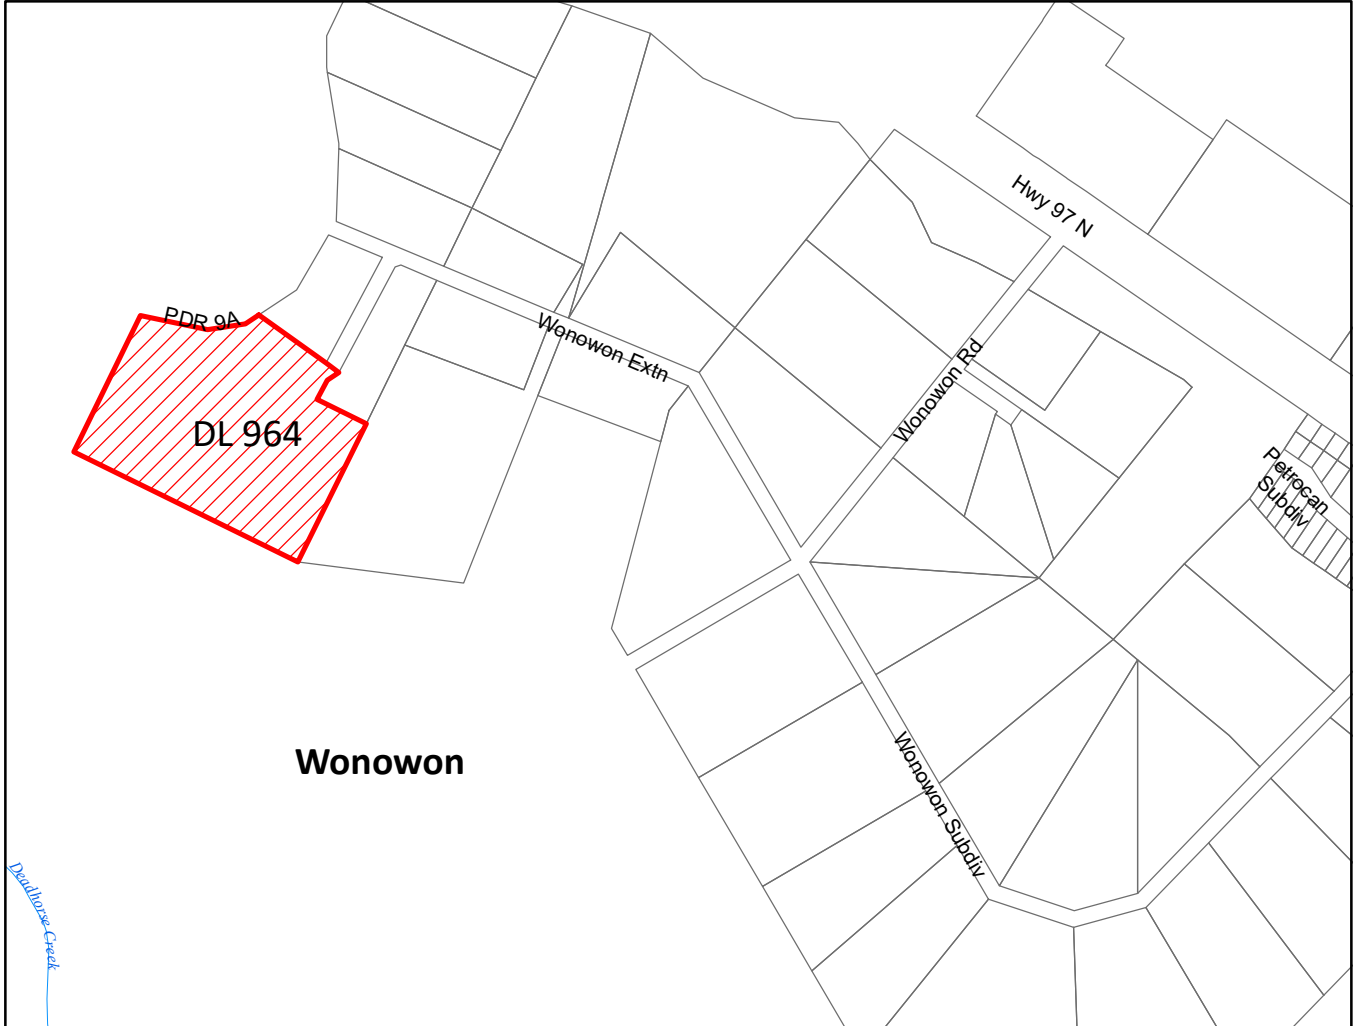 Hwy 97 N
PDR 9A
Wonowon Extn
Wonowon Rd
DL 964
Petrocan
Subdiv
Wonowon
Wonowon Subdiv
Deadhorse Creek